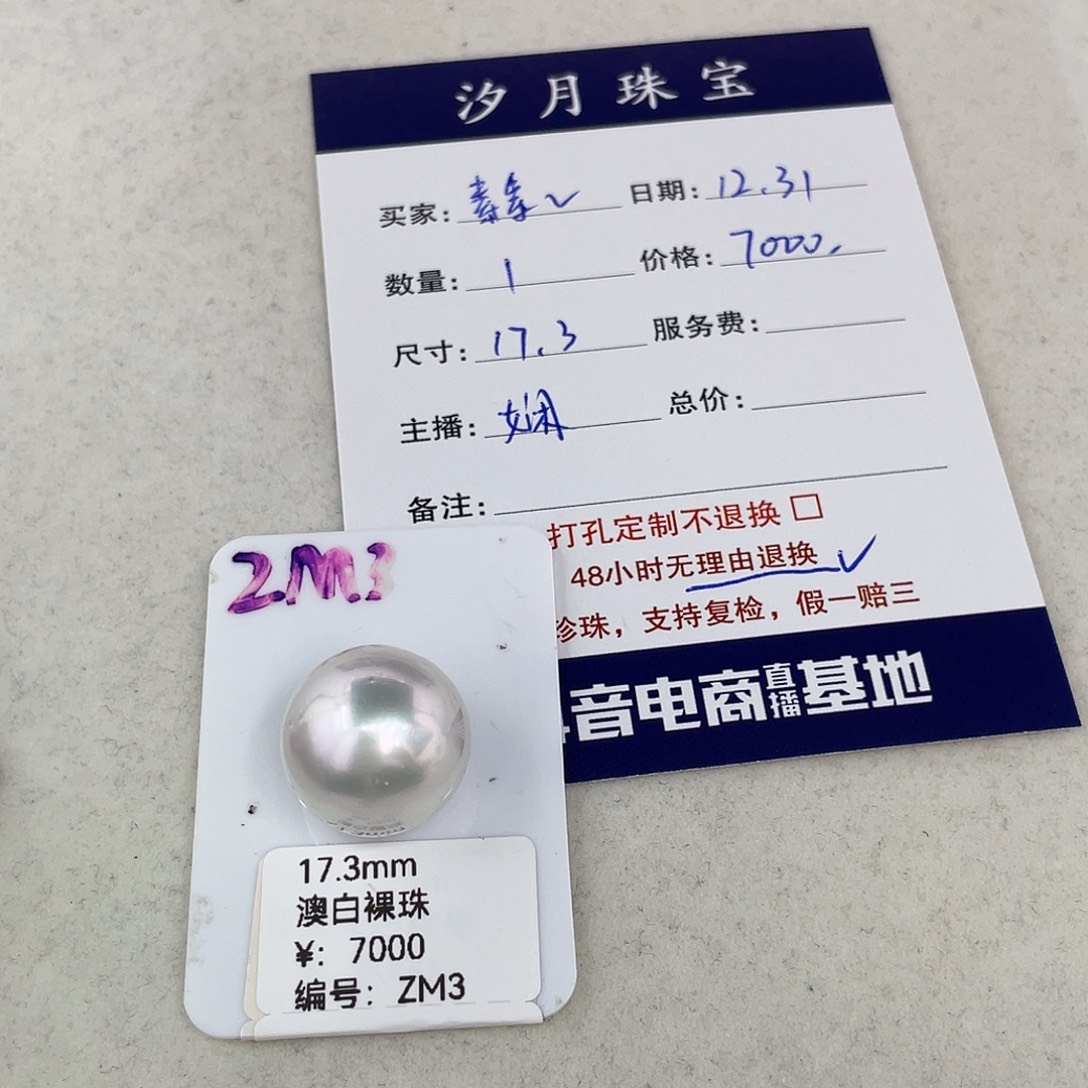 汐月珠宝
买家: 日期: 12.31
数量: 1 价格: 7000.
尺寸: 17.3 服务费:
主播: 娴 总价:
备注:
打孔定制不退换 □
48小时无理由退换 ✓
珍珠，支持复检，假一赔三
音电商直播基地
ZM3
17.3mm
澳白裸珠
¥: 7000
编号: ZM3